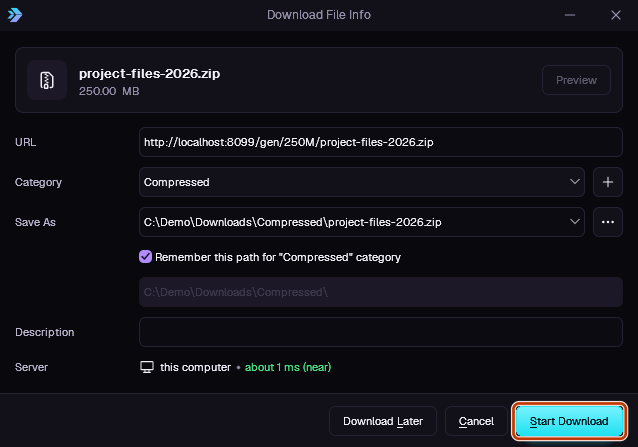 Download File Info
project-files-2026.zip
250.00 MB
Preview
URL
http://localhost:8099/gen/250M/project-files-2026.zip
Category
Compressed
Save As
C:\Demo\Downloads\Compressed\project-files-2026.zip
Remember this path for "Compressed" category
C:\Demo\Downloads\Compressed\
Description
Server
this computer • about 1 ms (near)
Download Later
Cancel
Start Download